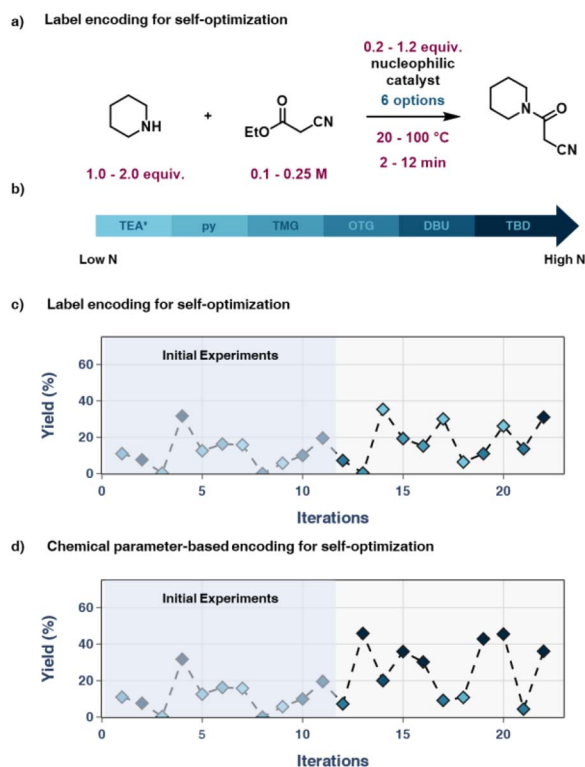 a) Label encoding for self-optimization
0.2 - 1.2 equiv.
nucleophilic
catalyst
6 options
20 - 100 °C
2 - 12 min
NH
+
EtO
O
CN
N
O
CN
1.0 - 2.0 equiv.
0.1 - 0.25 M
b)
TEA* py TMG OTG DBU TBD
Low N High N
c) Label encoding for self-optimization
Initial Experiments
Yield (%)
60
40
20
0
0 5 10 15 20
Iterations
d) Chemical parameter-based encoding for self-optimization
Initial Experiments
Yield (%)
60
40
20
0
0 5 10 15 20
Iterations